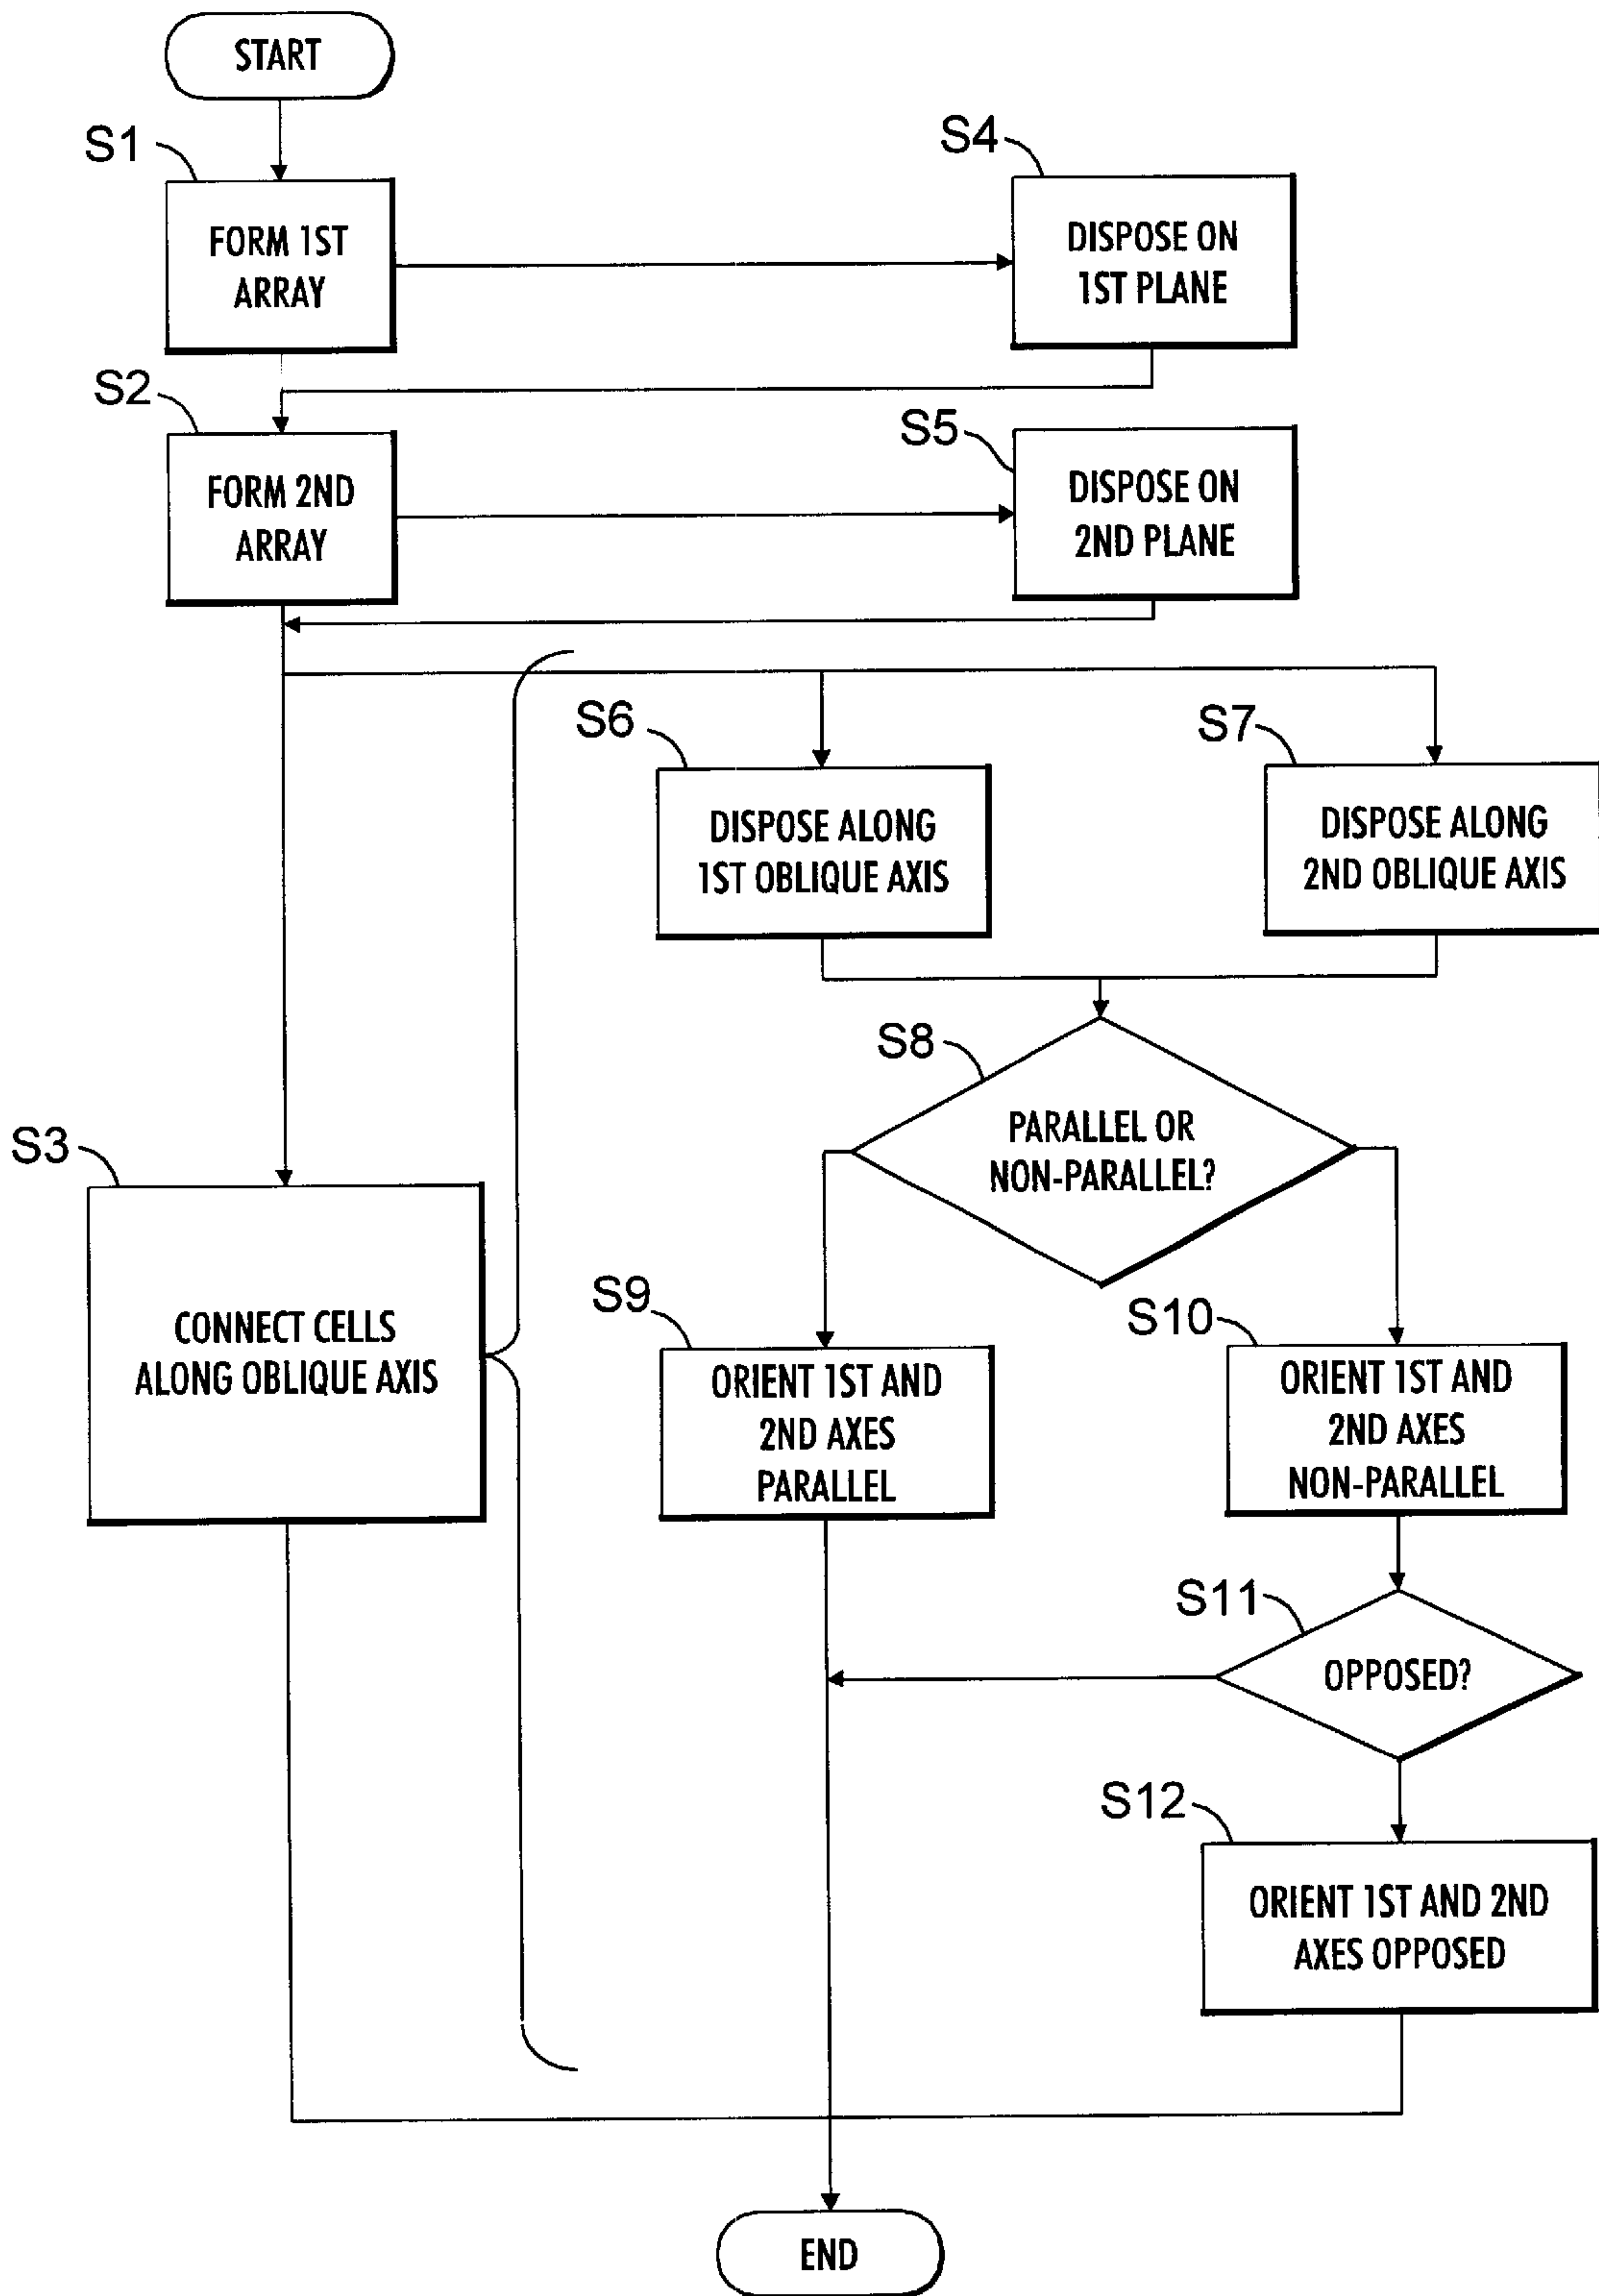 START
S1
FORM 1ST
ARRAY
S4
DISPOSE ON
1ST PLANE
S2
FORM 2ND
ARRAY
S5
DISPOSE ON
2ND PLANE
S6
DISPOSE ALONG
1ST OBLIQUE AXIS
S7
DISPOSE ALONG
2ND OBLIQUE AXIS
S8
PARALLEL OR
NON-PARALLEL?
S3
CONNECT CELLS
ALONG OBLIQUE AXIS
S9
ORIENT 1ST AND
2ND AXES
PARALLEL
S10
ORIENT 1ST AND
2ND AXES
NON-PARALLEL
S11
OPPOSED?
S12
ORIENT 1ST AND 2ND
AXES OPPOSED
END